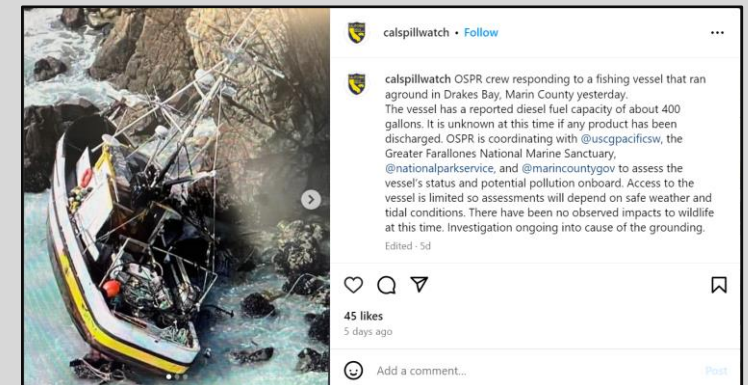 calspillwatch • Follow
calspillwatch OSPR crew responding to a fishing vessel that ran
aground in Drakes Bay, Marin County yesterday.
The vessel has a reported diesel fuel capacity of about 400
gallons. It is unknown at this time if any product has been
discharged. OSPR is coordinating with @uscgpacificsw, the
Greater Farallones National Marine Sanctuary,
@nationalparkservice, and @marincountygov to assess the
vessel's status and potential pollution onboard. Access to the
vessel is limited so assessments will depend on safe weather and
tidal conditions. There have been no observed impacts to wildlife
at this time. Investigation ongoing into cause of the grounding.
Edited · 5d
45 likes
5 days ago
Add a comment...
Post